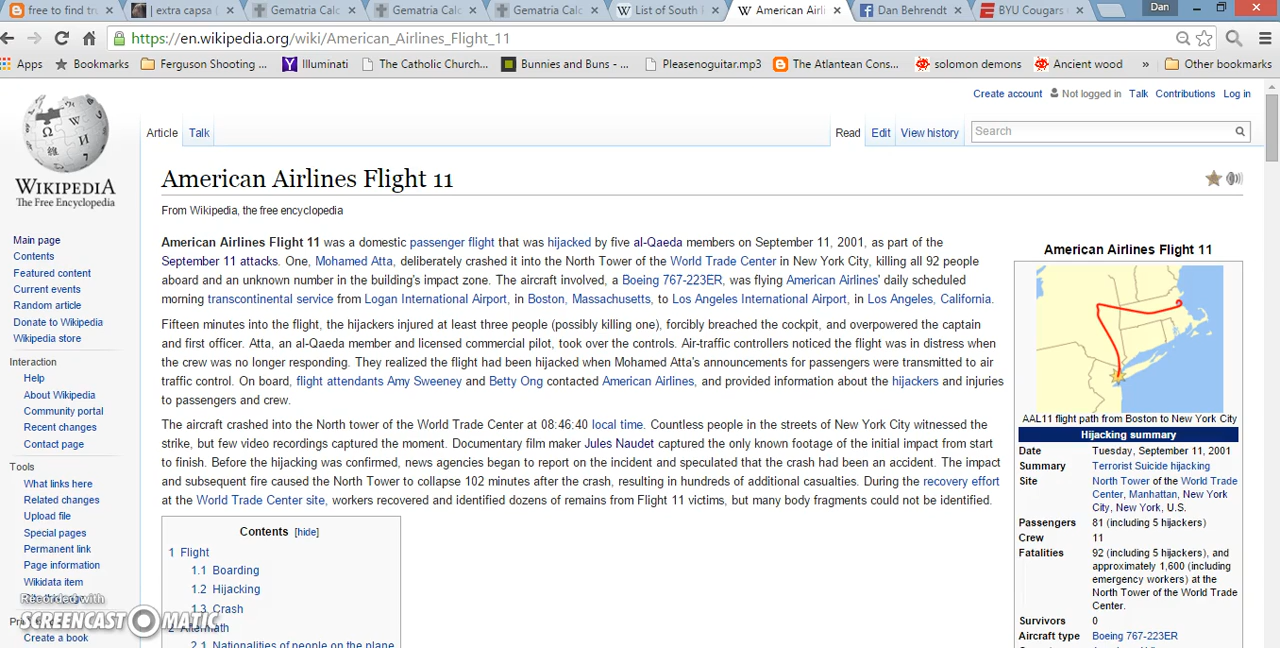 free to find tru
| extra capsa (
Gematria Calc
Gematria Calc
Gematria Calc
List of South
American Airli
Dan Behrendt
BYU Cougars
Dan
https://en.wikipedia.org/wiki/American_Airlines_Flight_11
Apps
Bookmarks
Ferguson Shooting ...
Illuminati
The Catholic Church...
Bunnies and Buns - ...
Pleasenoguitar.mp3
The Atlantean Cons...
solomon demons
Ancient wood
»
Other bookmarks
Create account
Not logged in
Talk
Contributions
Log in
WIKIPEDIA
The Free Encyclopedia
Article
Talk
Read
Edit
View history
Search
Main page
Contents
Featured content
Current events
Random article
Donate to Wikipedia
Wikipedia store
Interaction
Help
About Wikipedia
Community portal
Recent changes
Contact page
Tools
What links here
Related changes
Upload file
Special pages
Permanent link
Page information
Wikidata item
Create a book
Recorded with
SCREENCAST-O-MATIC
American Airlines Flight 11
From Wikipedia, the free encyclopedia
American Airlines Flight 11 was a domestic passenger flight that was hijacked by five al-Qaeda members on September 11, 2001, as part of the
September 11 attacks. One, Mohamed Atta, deliberately crashed it into the North Tower of the World Trade Center in New York City, killing all 92 people
aboard and an unknown number in the building's impact zone. The aircraft involved, a Boeing 767-223ER, was flying American Airlines' daily scheduled
morning transcontinental service from Logan International Airport, in Boston, Massachusetts, to Los Angeles International Airport, in Los Angeles, California.
Fifteen minutes into the flight, the hijackers injured at least three people (possibly killing one), forcibly breached the cockpit, and overpowered the captain
and first officer. Atta, an al-Qaeda member and licensed commercial pilot, took over the controls. Air-traffic controllers noticed the flight was in distress when
the crew was no longer responding. They realized the flight had been hijacked when Mohamed Atta's announcements for passengers were transmitted to air
traffic control. On board, flight attendants Amy Sweeney and Betty Ong contacted American Airlines, and provided information about the hijackers and injuries
to passengers and crew.
The aircraft crashed into the North tower of the World Trade Center at 08:46:40 local time. Countless people in the streets of New York City witnessed the
strike, but few video recordings captured the moment. Documentary film maker Jules Naudet captured the only known footage of the initial impact from start
to finish. Before the hijacking was confirmed, news agencies began to report on the incident and speculated that the crash had been an accident. The impact
and subsequent fire caused the North Tower to collapse 102 minutes after the crash, resulting in hundreds of additional casualties. During the recovery effort
at the World Trade Center site, workers recovered and identified dozens of remains from Flight 11 victims, but many body fragments could not be identified.
Contents [hide]
1 Flight
1.1 Boarding
1.2 Hijacking
1.3 Crash
2 Aftermath
2.1 Nationalities of people on the plane
American Airlines Flight 11
AAL11 flight path from Boston to New York City
Hijacking summary
Date Tuesday, September 11, 2001
Summary Terrorist Suicide hijacking
Site North Tower of the World Trade
Center, Manhattan, New York
City, New York, U.S.
Passengers 81 (including 5 hijackers)
Crew 11
Fatalities 92 (including 5 hijackers), and
approximately 1,600 (including
emergency workers) at the
North Tower of the World Trade
Center.
Survivors 0
Aircraft type Boeing 767-223ER